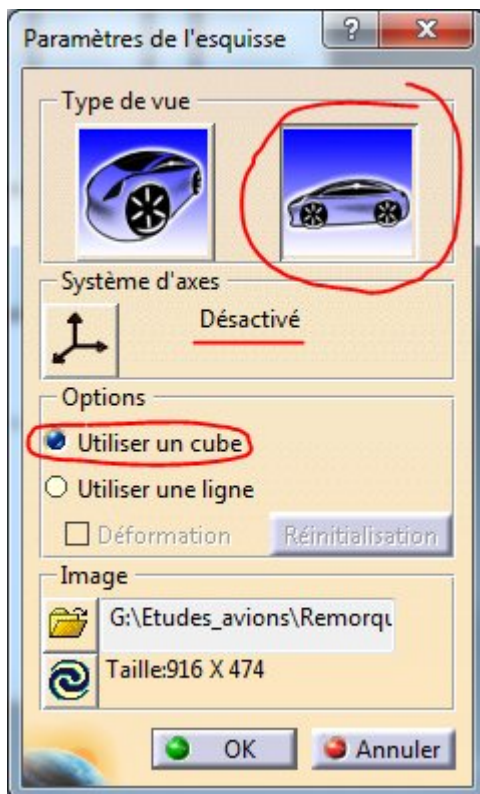 Paramètres de l'esquisse
?
X
Type de vue
Système d'axes
Désactivé
Options
Utiliser un cube
Utiliser une ligne
Déformation
Réinitialisation
Image
G:\Etudes_avions\Remorqu
Taille:916 X 474
OK
Annuler